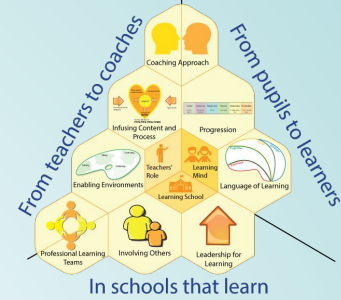 From teachers to coaches
From pupils to learners
Coaching Approach
Infusing Content and
Process
Progression
Teachers'
Role
Learning
Mind
Enabling Environments
Language of Learning
Learning School
Professional Learning
Teams
Involving Others
Leadership for
Learning
In schools that learn